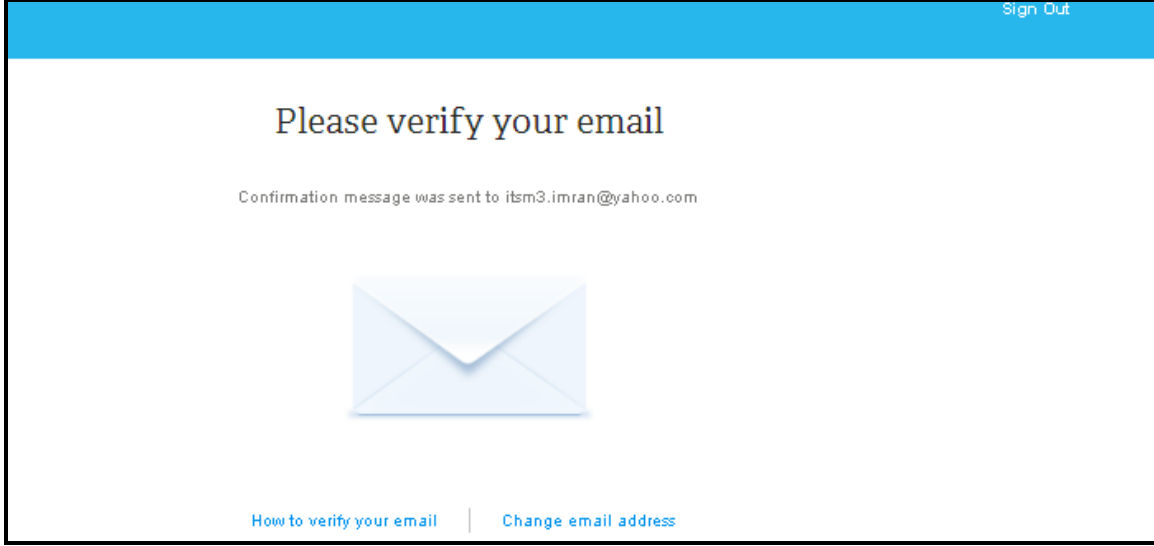 Sign Out
Please verify your email
Confirmation message was sent to itsm3.imran@yahoo.com
How to verify your email
Change email address